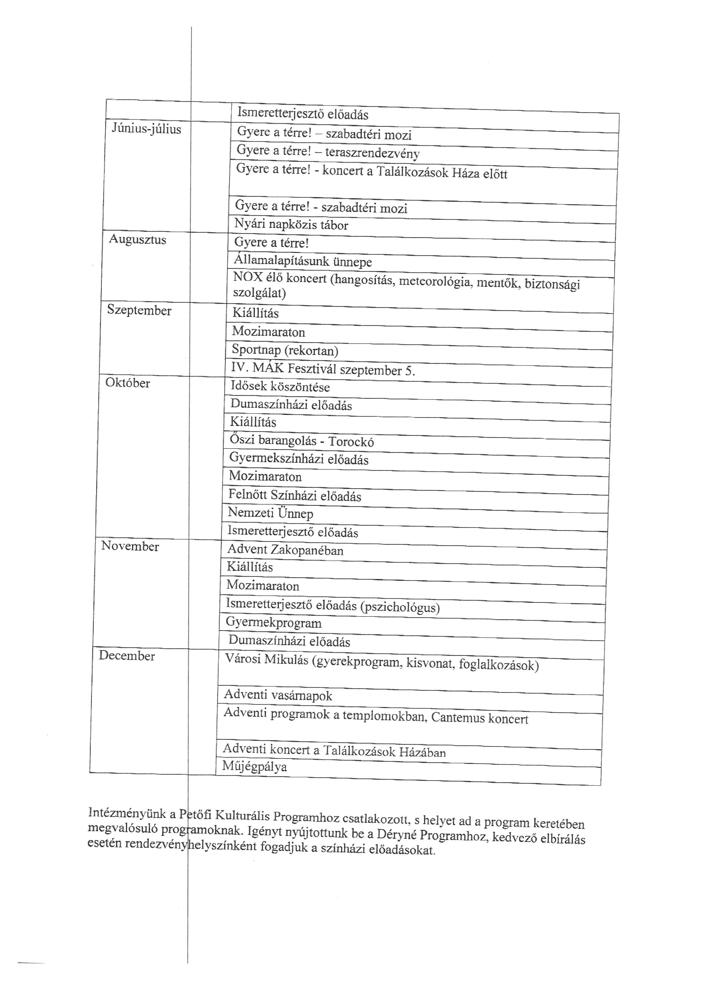 Ismeretterjesztő előadás
Június-július
Gyere a térre! – szabadtéri mozi
Gyere a térre! – teraszrendezvény
Gyere a térre! - koncert a Találkozások Háza előtt
Gyere a térre! - szabadtéri mozi
Nyári napközis tábor
Augusztus
Gyere a térre!
Államalapításunk ünnepe
NOX élő koncert (hangosítás, meteorológia, mentők, biztonsági
szolgálat)
Szeptember
Kiállítás
Mozimaraton
Sportnap (rekortan)
IV. MÁK Fesztivál szeptember 5.
Október
Idősek köszöntése
Dumaszínházi előadás
Kiállítás
Őszi barangolás - Torockó
Gyermekszínházi előadás
Mozimaraton
Felnőtt Színházi előadás
Nemzeti Ünnep
Ismeretterjesztő előadás
November
Advent Zakopanéban
Kiállítás
Mozimaraton
Ismeretterjesztő előadás (pszichológus)
Gyermekprogram
Dumaszínházi előadás
December
Városi Mikulás (gyerekprogram, kisvonat, foglalkozások)
Adventi vasárnapok
Adventi programok a templomokban, Cantemus koncert
Adventi koncert a Találkozások Házában
Műjégpálya
Intézményünk a Petőfi Kulturális Programhoz csatlakozott, s helyet ad a program keretében
megvalósuló programoknak. Igényt nyújtottunk be a Déryné Programhoz, kedvező elbírálás
esetén rendezvényhelyszínként fogadjuk a színházi előadásokat.